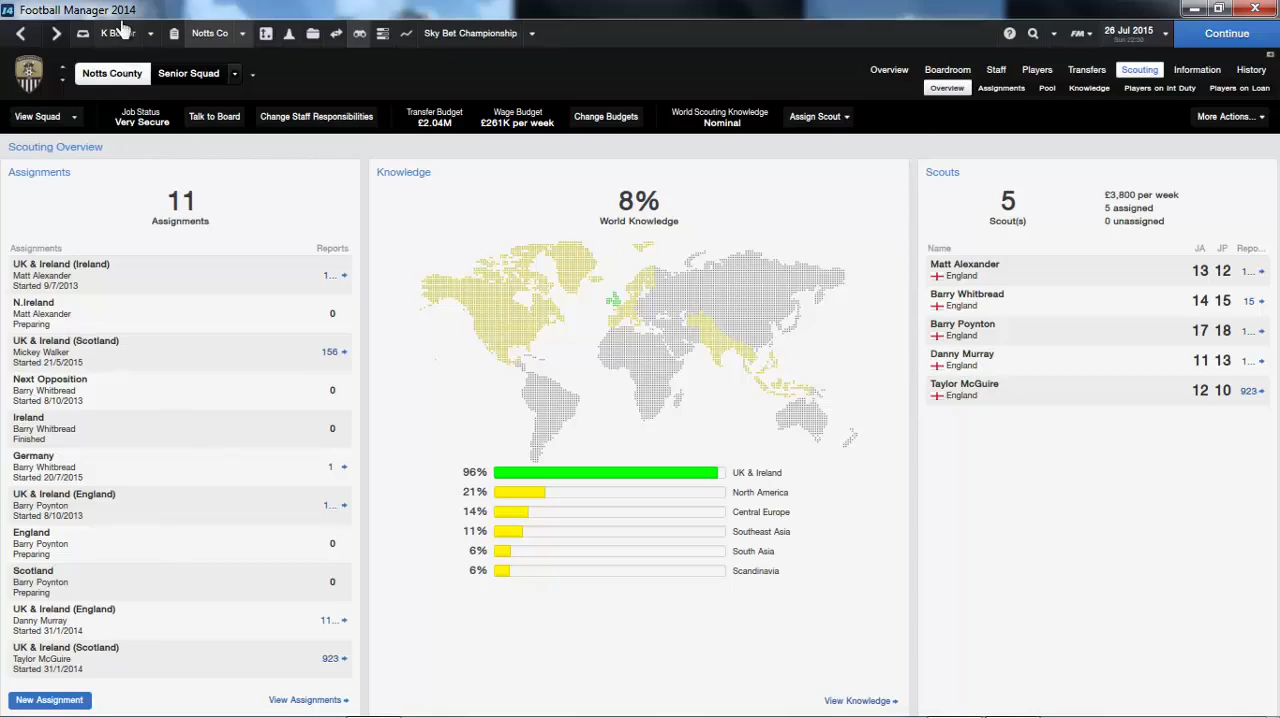 Football Manager 2014
Notts Co
Sky Bet Championship
FM
26 Jul 2015
Sun 22:30
Continue
Notts County
Senior Squad
Overview Boardroom Staff Players Transfers Scouting Information History
Overview Assignments Pool Knowledge Players on Int Duty Players on Loan
View Squad
Job Status
Very Secure
Talk to Board
Change Staff Responsibilities
Transfer Budget
£2.04M
Wage Budget
£261K per week
Change Budgets
World Scouting Knowledge
Nominal
Assign Scout
More Actions...
Scouting Overview
Assignments
11
Assignments
Assignments Reports
UK & Ireland (Ireland)
Matt Alexander 1...
Started 9/7/2013
N.Ireland
Matt Alexander 0
Preparing
UK & Ireland (Scotland)
Mickey Walker 156
Started 21/5/2015
Next Opposition
Barry Whitbread 0
Started 8/10/2013
Ireland
Barry Whitbread 0
Finished
Germany
Barry Whitbread 1
Started 20/7/2015
UK & Ireland (England)
Barry Poynton 1...
Started 8/10/2013
England
Barry Poynton 0
Preparing
Scotland
Barry Poynton 0
Preparing
UK & Ireland (England)
Danny Murray 11...
Started 31/1/2014
UK & Ireland (Scotland)
Taylor McGuire 923
Started 31/1/2014
New Assignment
View Assignments
Knowledge
8%
World Knowledge
96% UK & Ireland
21% North America
14% Central Europe
11% Southeast Asia
6% South Asia
6% Scandinavia
View Knowledge
Scouts
5
Scout(s)
£3,800 per week
5 assigned
0 unassigned
Name JA JP Repo...
Matt Alexander 13 12 1...
England
Barry Whitbread 14 15 15
England
Barry Poynton 17 18 1...
England
Danny Murray 11 13 1...
England
Taylor McGuire 12 10 923
England